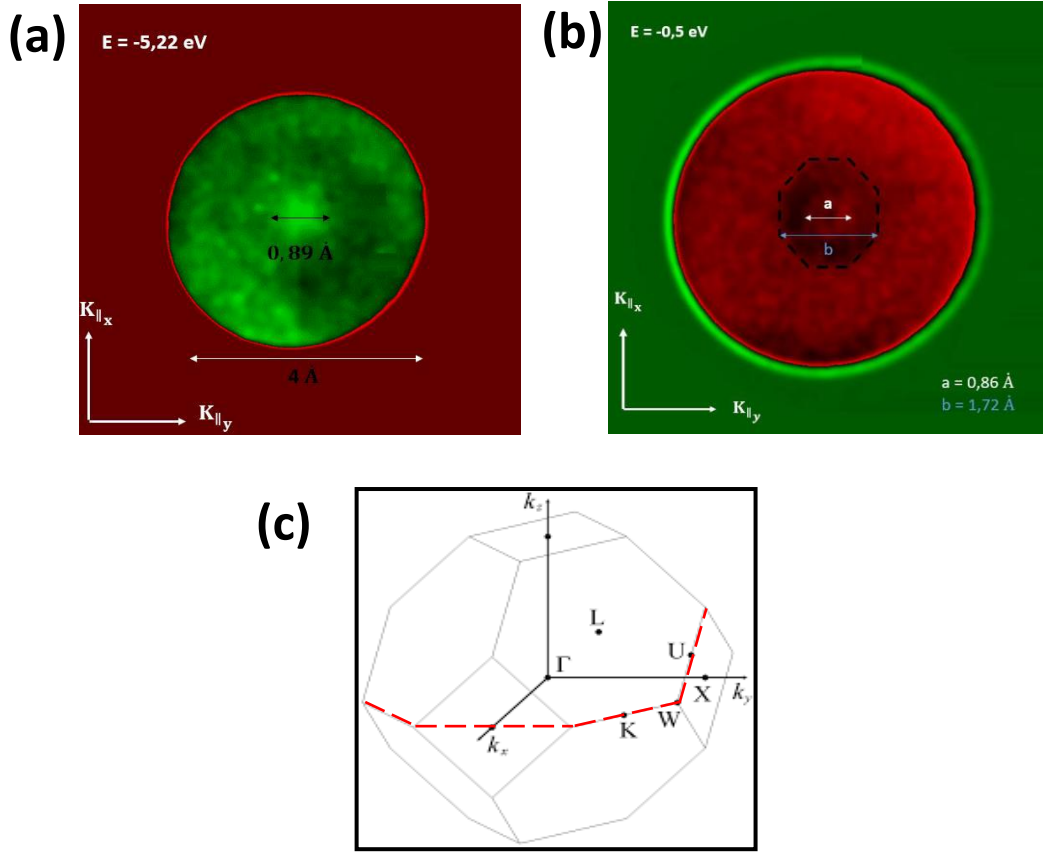 (a)
E = -5,22 eV
0,89 Å
K∥x
4 Å
K∥y
(b)
E = -0,5 eV
a
b
K∥x
a = 0,86 Å
b = 1,72 Å
K∥y
(c)
kz
L
Γ
U
X
ky
W
K
kx